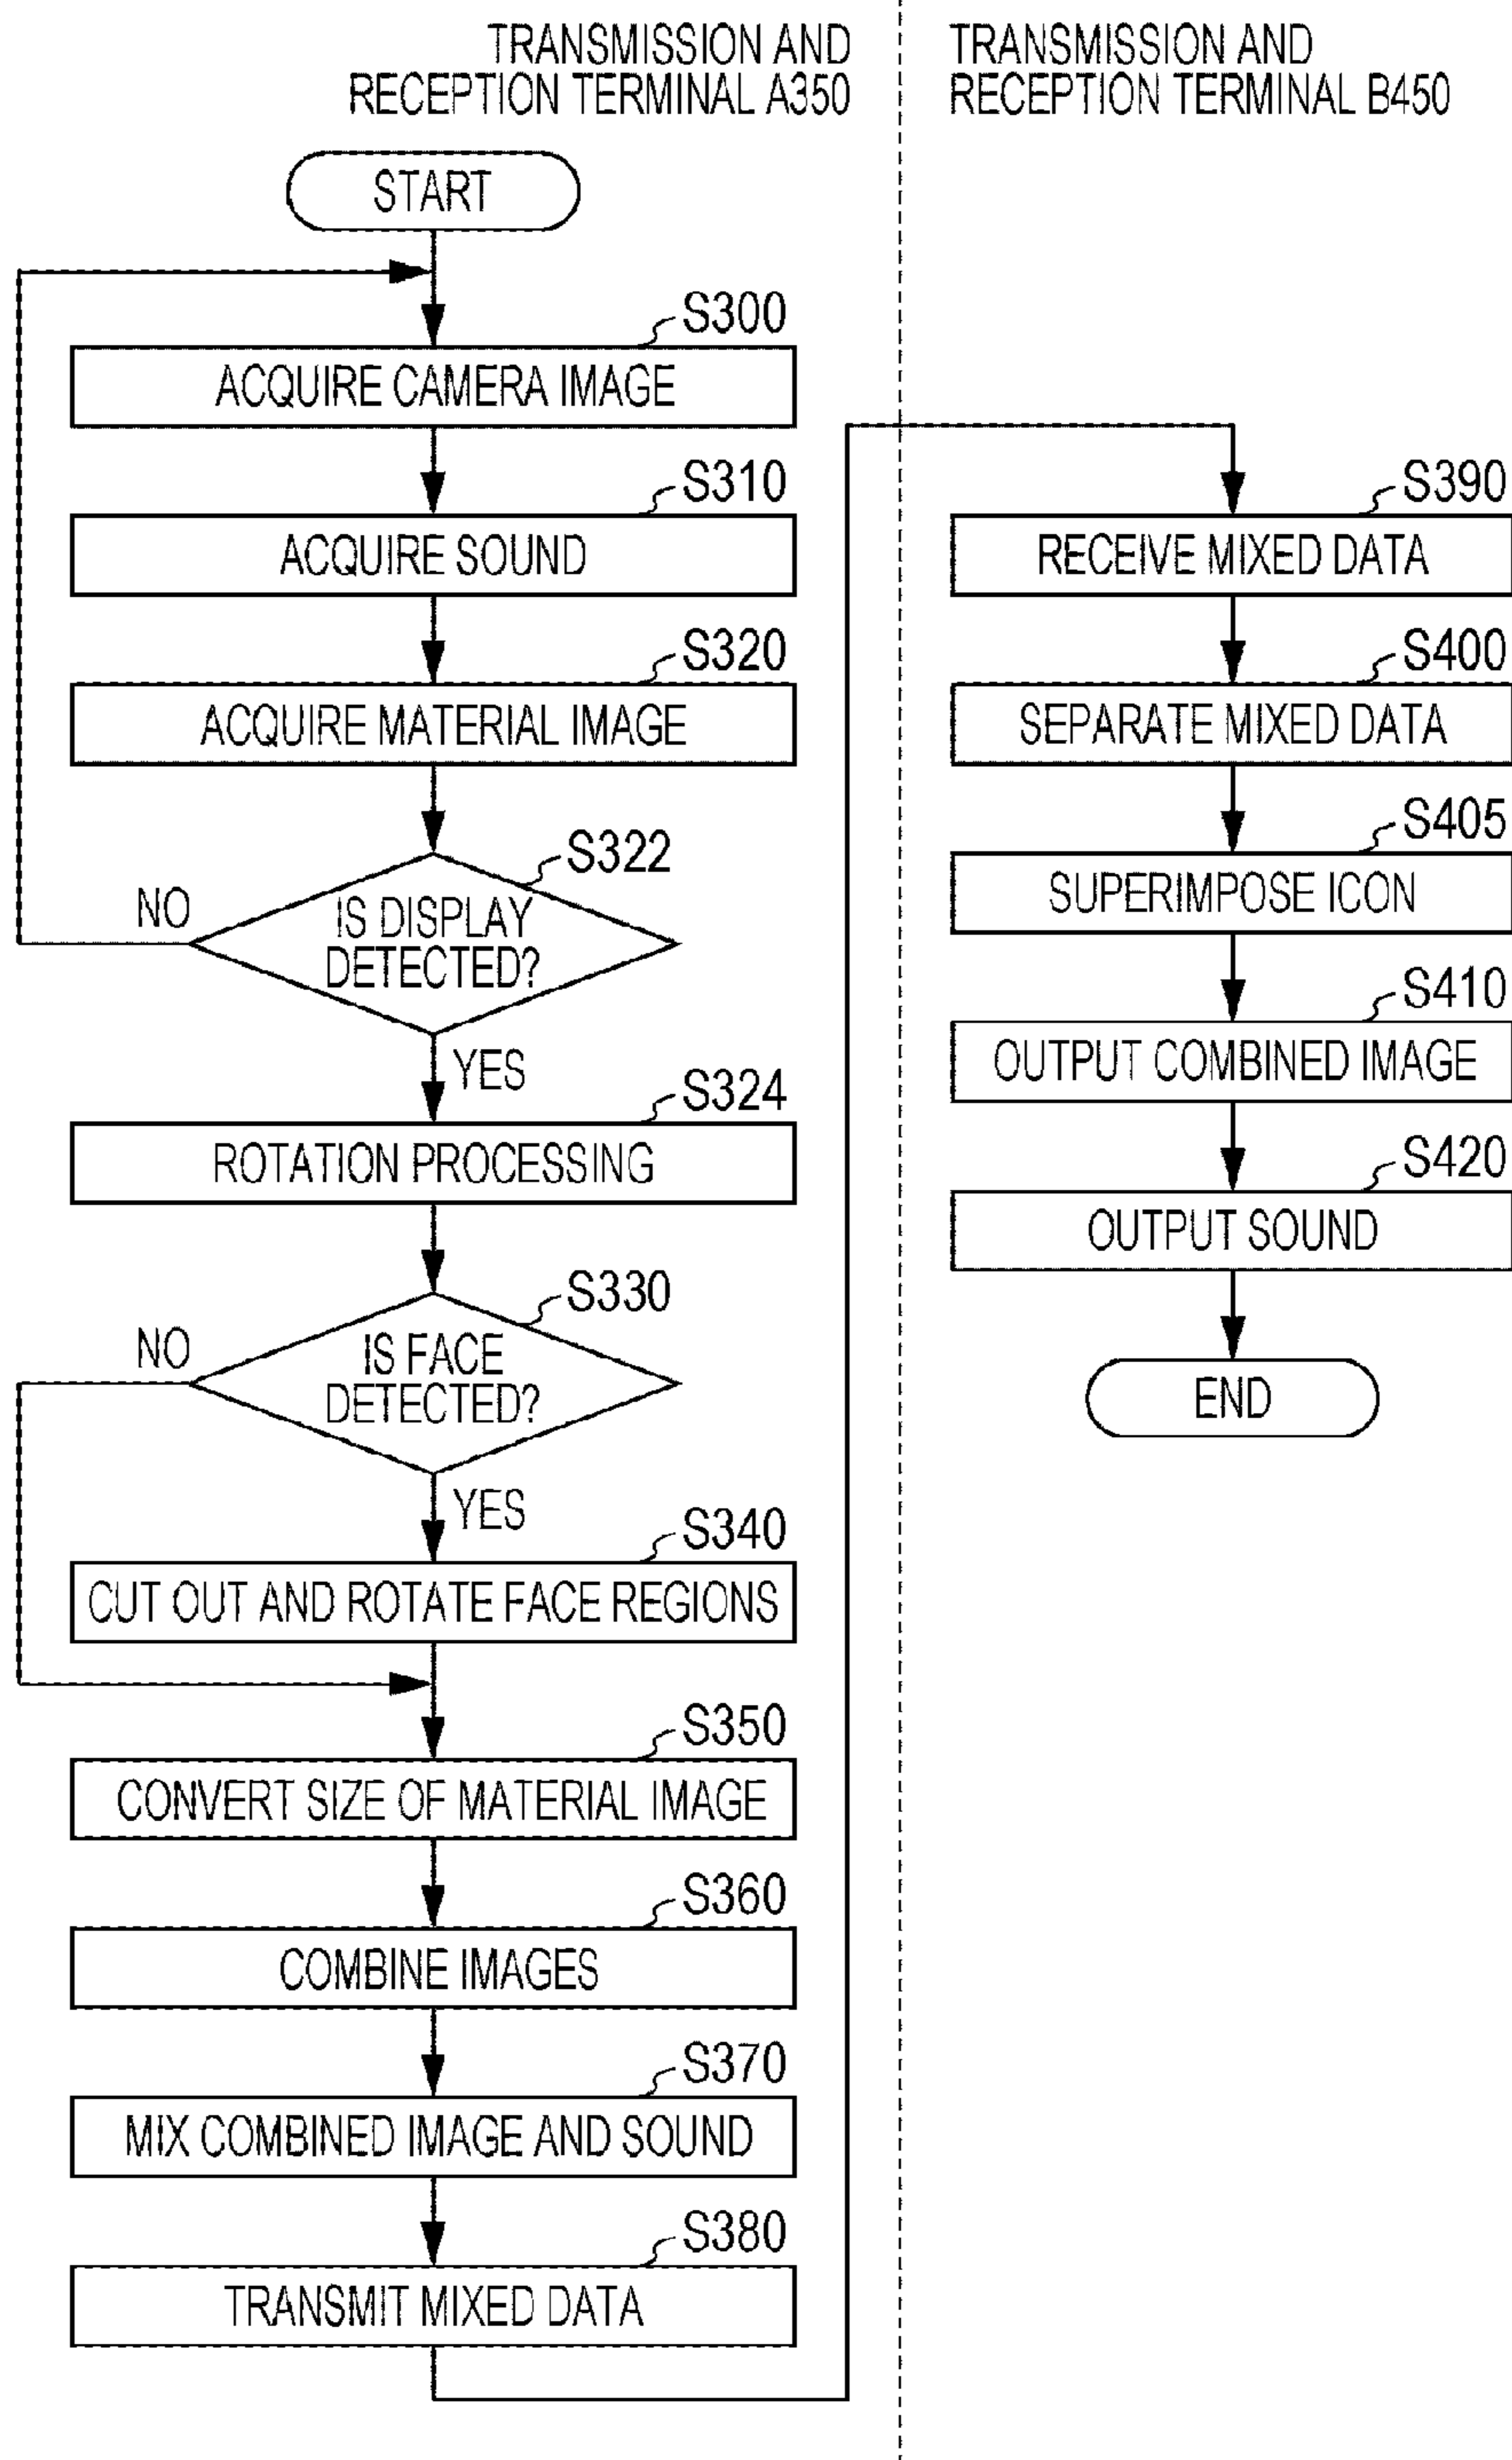 TRANSMISSION AND
RECEPTION TERMINAL A350
START
S300
ACQUIRE CAMERA IMAGE
S310
ACQUIRE SOUND
S320
ACQUIRE MATERIAL IMAGE
S322
NO
IS DISPLAY
DETECTED?
YES
S324
ROTATION PROCESSING
S330
NO
IS FACE
DETECTED?
YES
S340
CUT OUT AND ROTATE FACE REGIONS
S350
CONVERT SIZE OF MATERIAL IMAGE
S360
COMBINE IMAGES
S370
MIX COMBINED IMAGE AND SOUND
S380
TRANSMIT MIXED DATA
TRANSMISSION AND
RECEPTION TERMINAL B450
S390
RECEIVE MIXED DATA
S400
SEPARATE MIXED DATA
S405
SUPERIMPOSE ICON
S410
OUTPUT COMBINED IMAGE
S420
OUTPUT SOUND
END